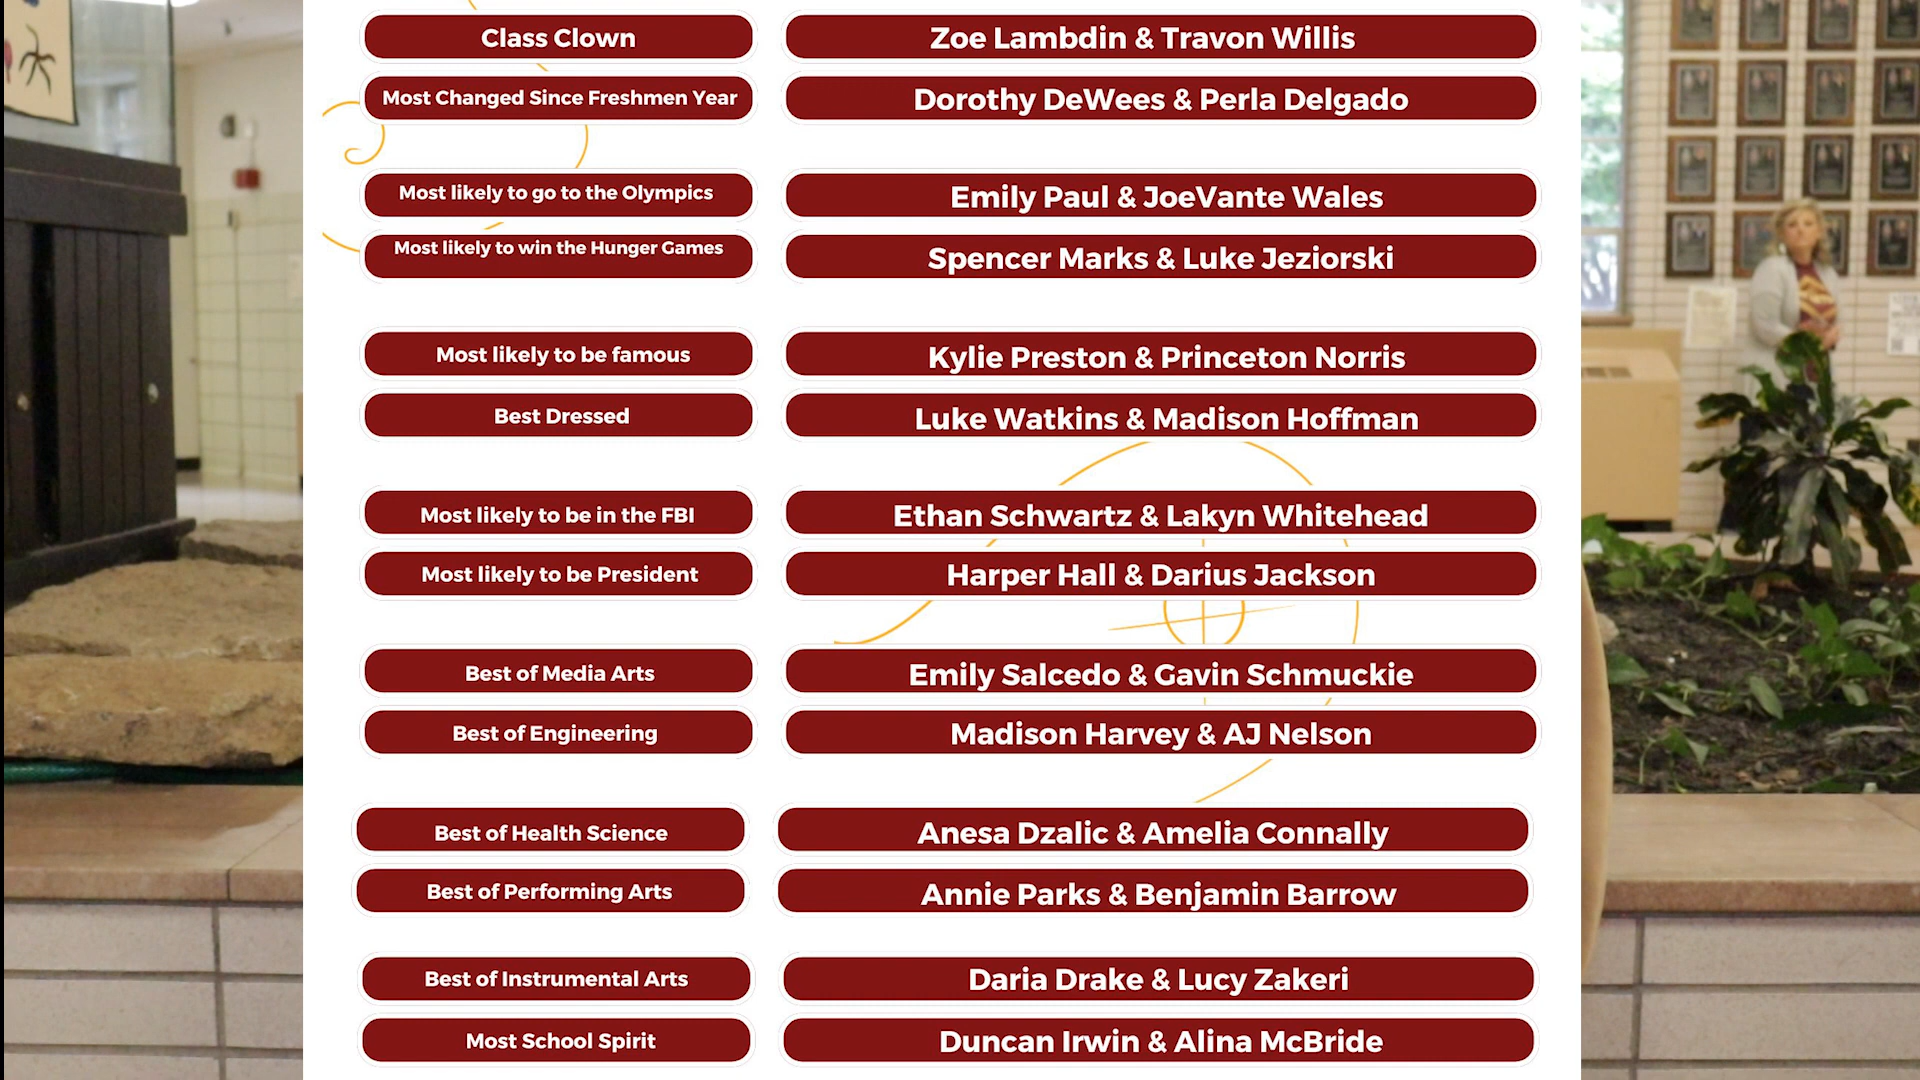 Class Clown
Zoe Lambdin & Travon Willis
Most Changed Since Freshmen Year
Dorothy DeWees & Perla Delgado
Most likely to go to the Olympics
Emily Paul & JoeVante Wales
Most likely to win the Hunger Games
Spencer Marks & Luke Jeziorski
Most likely to be famous
Kylie Preston & Princeton Norris
Best Dressed
Luke Watkins & Madison Hoffman
Most likely to be in the FBI
Ethan Schwartz & Lakyn Whitehead
Most likely to be President
Harper Hall & Darius Jackson
Best of Media Arts
Emily Salcedo & Gavin Schmuckie
Best of Engineering
Madison Harvey & AJ Nelson
Best of Health Science
Anesa Dzalic & Amelia Connally
Best of Performing Arts
Annie Parks & Benjamin Barrow
Best of Instrumental Arts
Daria Drake & Lucy Zakeri
Most School Spirit
Duncan Irwin & Alina McBride